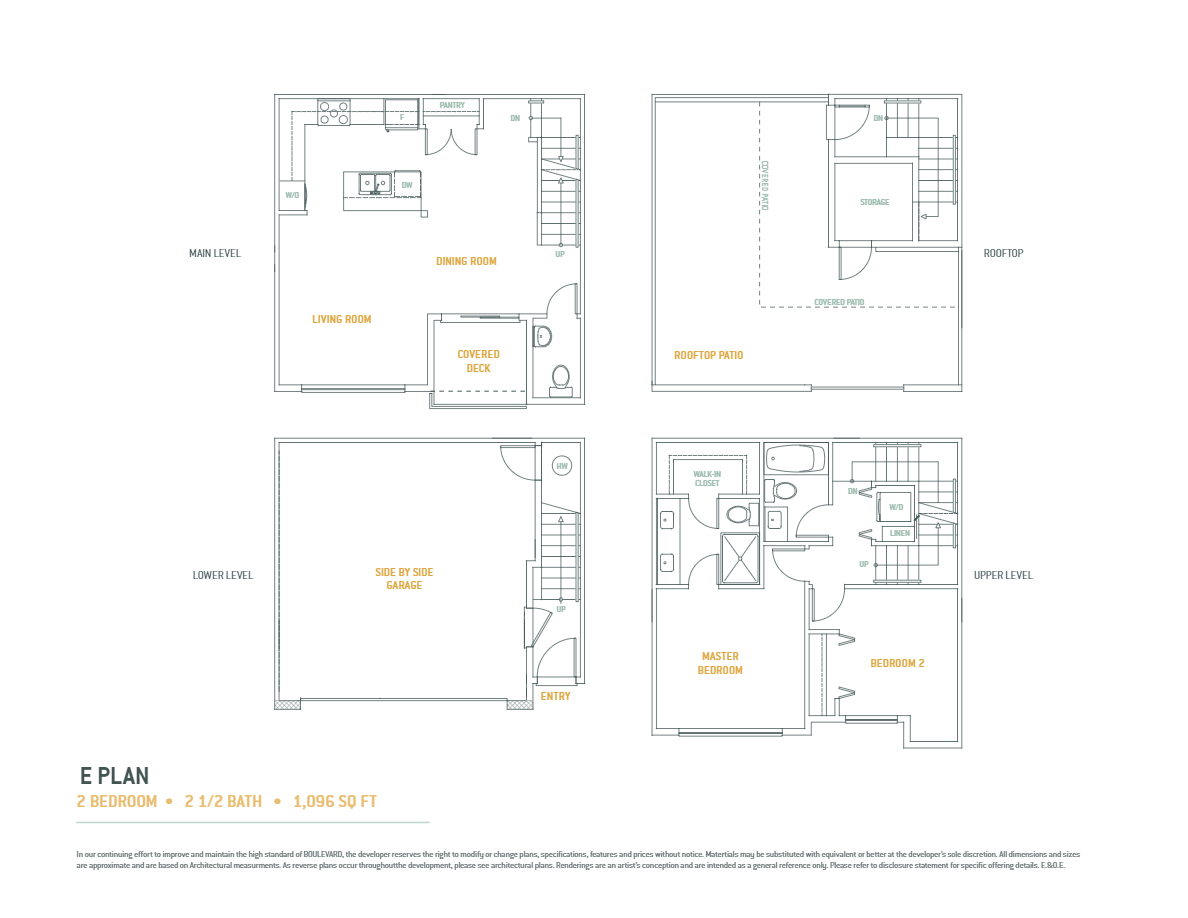 PANTRY
F
DN
W/O
DW
UP
MAIN LEVEL
DINING ROOM
LIVING ROOM
COVERED
DECK
DN
COVERED PATIO
STORAGE
ROOFTOP
COVERED PATIO
ROOFTOP PATIO
HW
LOWER LEVEL
SIDE BY SIDE
GARAGE
UP
ENTRY
WALK-IN
CLOSET
DN
W/D
LINEN
UP
UPPER LEVEL
MASTER
BEDROOM
BEDROOM 2
E PLAN
2 BEDROOM • 2 1/2 BATH • 1,096 SQ FT
In our continuing effort to improve and maintain the high standard of BOULEVARD, the developer reserves the right to modify or change plans, specifications, features and prices without notice. Matertials may be substituted with equivalent or better at the developer's sole discretion. All dimensions and sizes
are approximate and are based on Architectural measurments. As reverse plans occur throughoutthe development, please see architectural plans. Renderings are an artist's conception and are intended as a general reference only. Please refer to disclosure statement for specific offering details. E.&O.E.